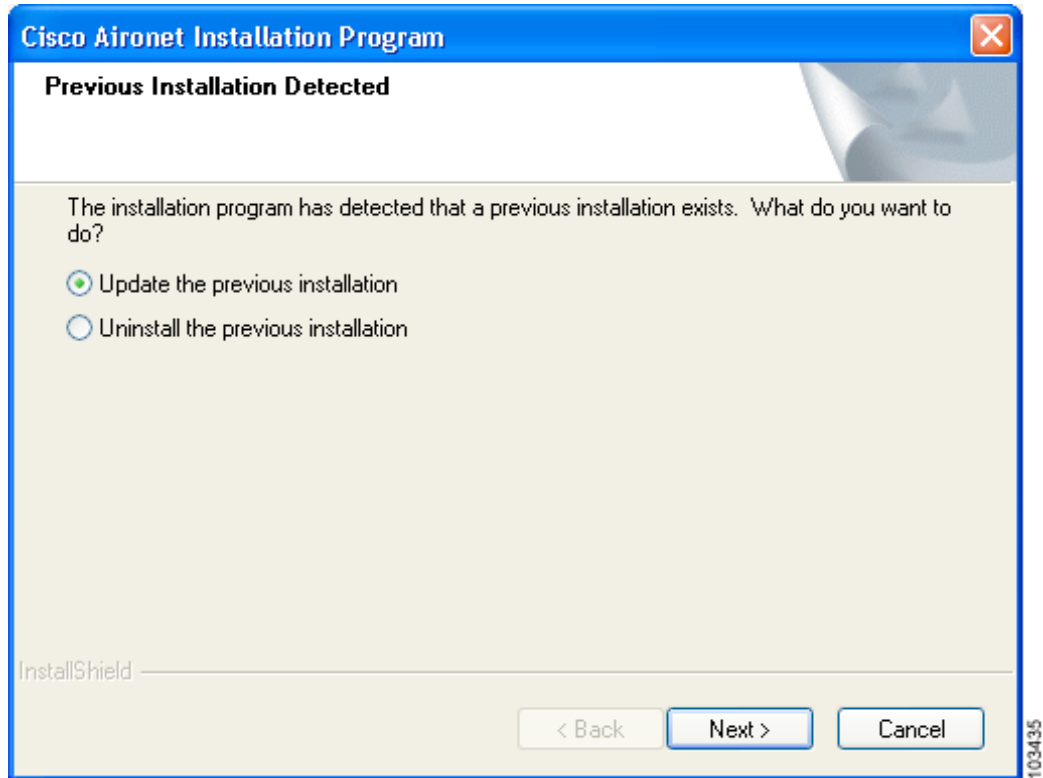 Cisco Aironet Installation Program
Previous Installation Detected
The installation program has detected that a previous installation exists.  What do you want to
do?
Update the previous installation
Uninstall the previous installation
InstallShield
< Back
Next >
Cancel
103435